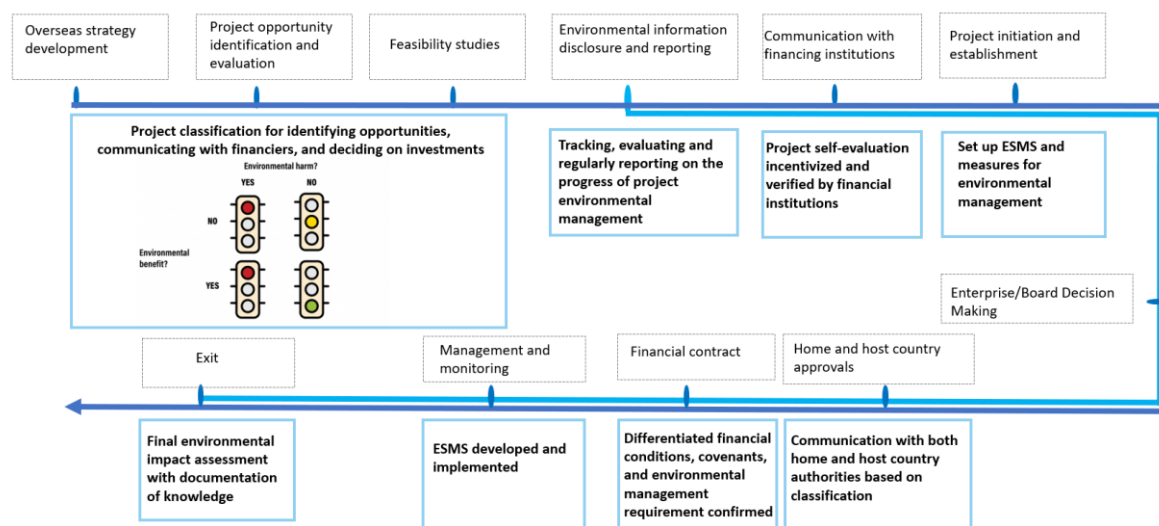 Overseas strategy
development
Project opportunity
identification and
evaluation
Feasibility studies
Environmental information
disclosure and reporting
Communication with
financing institutions
Project initiation and
establishment
Project classification for identifying opportunities,
communicating with financiers, and deciding on investments
Environmental harm?
YES
NO
NO
Environmental
benefit?
YES
Tracking, evaluating and
regularly reporting on the
progress of project
environmental
management
Project self-evaluation
incentivized and
verified by financial
institutions
Set up ESMS and
measures for
environmental
management
Enterprise/Board Decision
Making
Exit
Management and
monitoring
Financial contract
Home and host country
approvals
Final environmental
impact assessment
with documentation
of knowledge
ESMS developed and
implemented
Differentiated financial
conditions, covenants,
and environmental
management
requirement confirmed
Communication with both
home and host country
authorities based on
classification